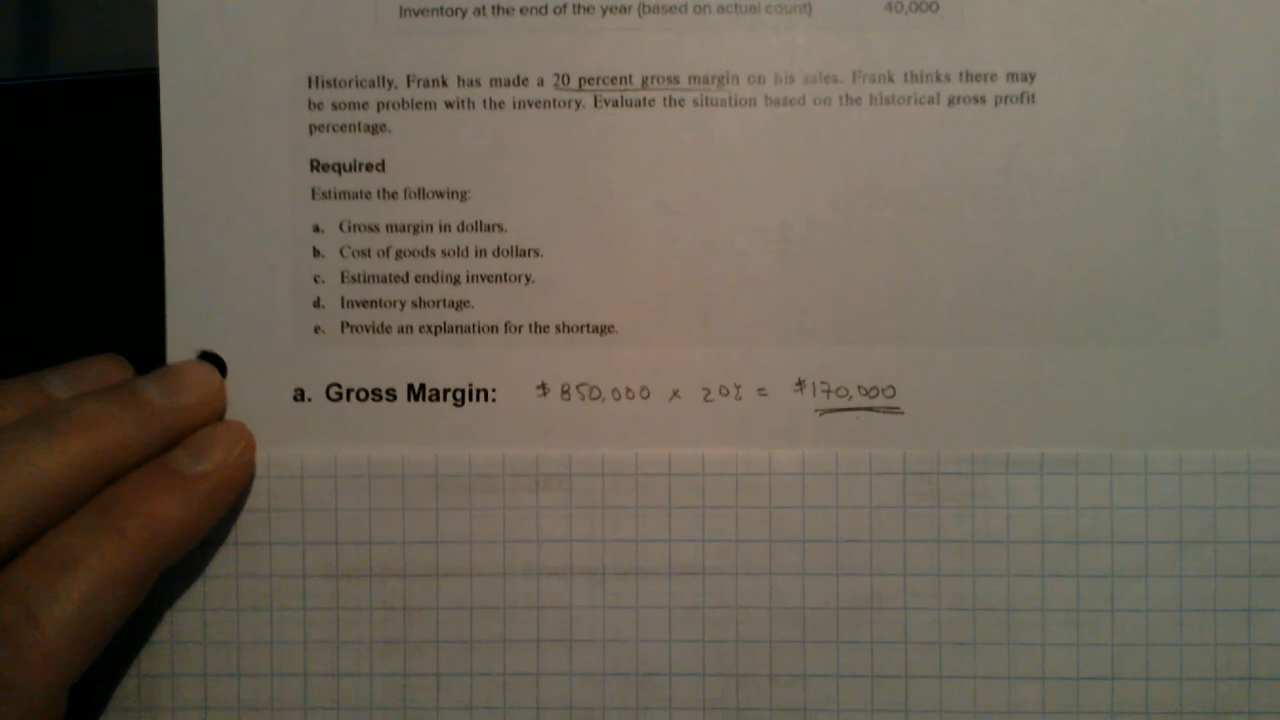 Inventory at the end of the year (based on actual count) 40,000
Historically, Frank has made a 20 percent gross margin on his sales. Frank thinks there may
be some problem with the inventory. Evaluate the situation based on the historical gross profit
percentage.
Required
Estimate the following:
a. Gross margin in dollars.
b. Cost of goods sold in dollars.
c. Estimated ending inventory.
d. Inventory shortage.
e. Provide an explanation for the shortage.
a. Gross Margin: $850,000 x 20% = $170,000